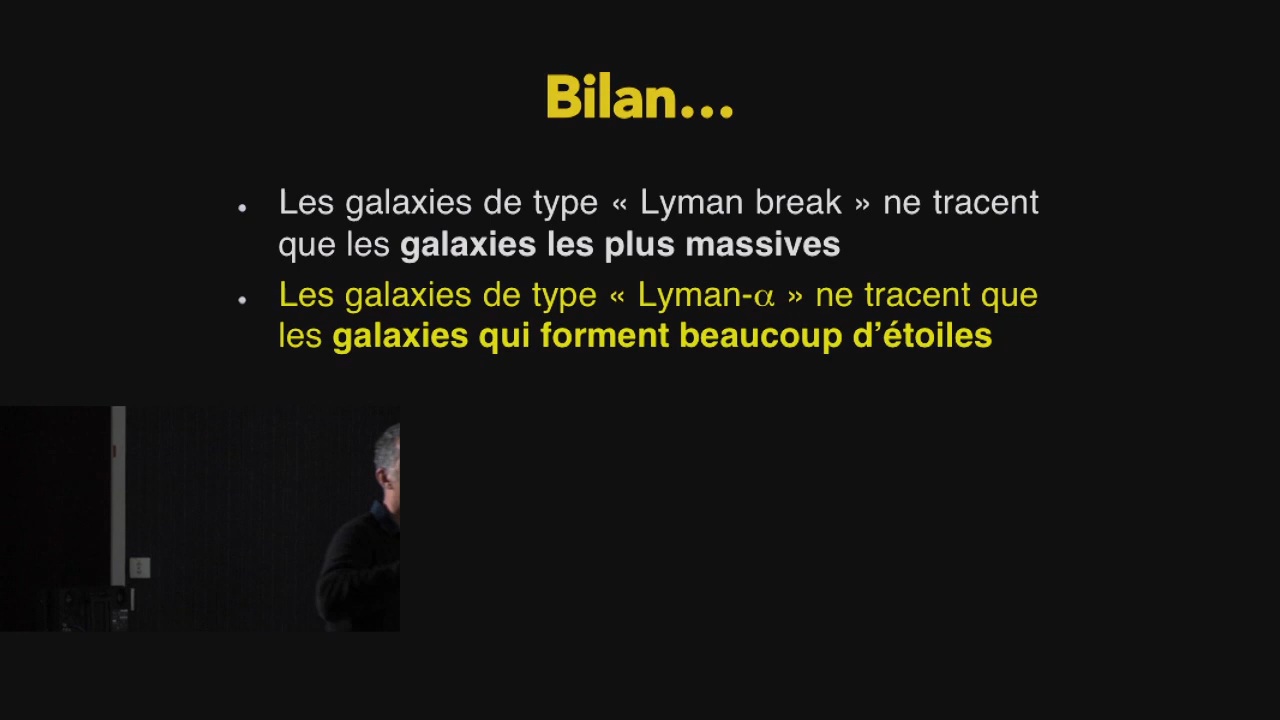 Bilan…
• Les galaxies de type « Lyman break » ne tracent
que les galaxies les plus massives
• Les galaxies de type « Lyman-α » ne tracent que
les galaxies qui forment beaucoup d’étoiles